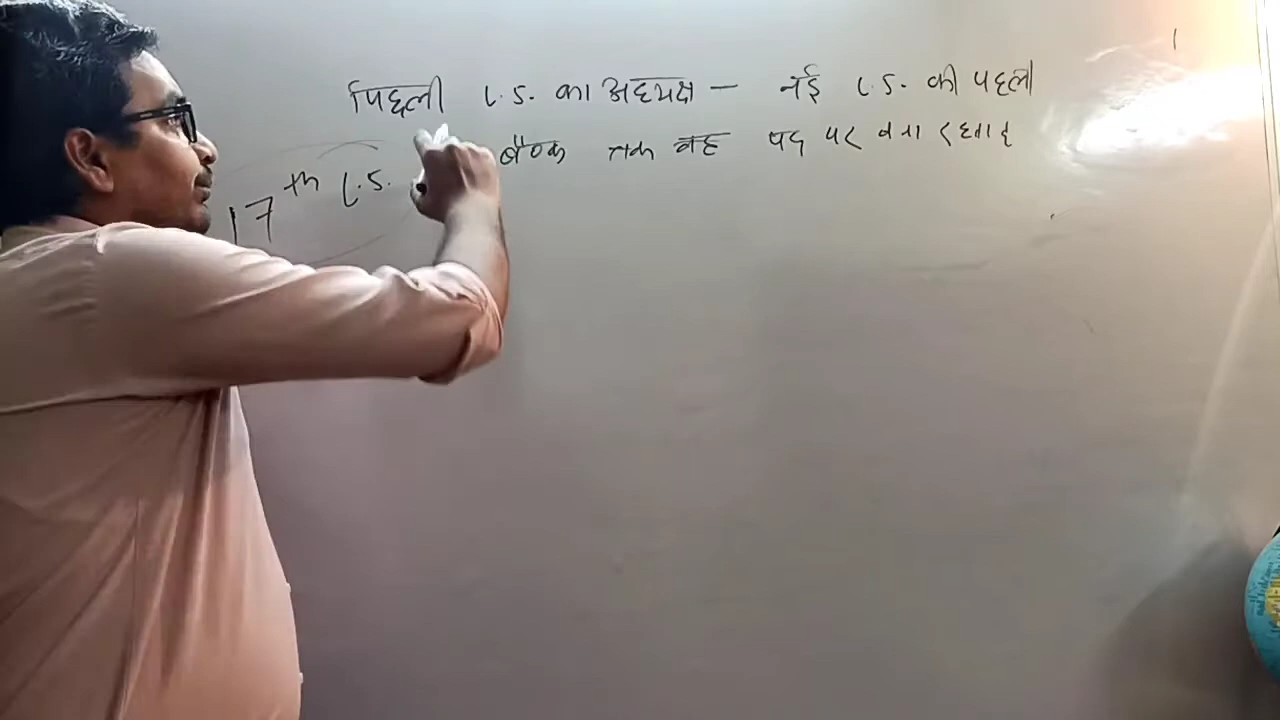 पिछली L.S. का अध्यक्ष — नई L.S. की पहली
बैठक तक वह पद पर बना रहता है
17th L.S.